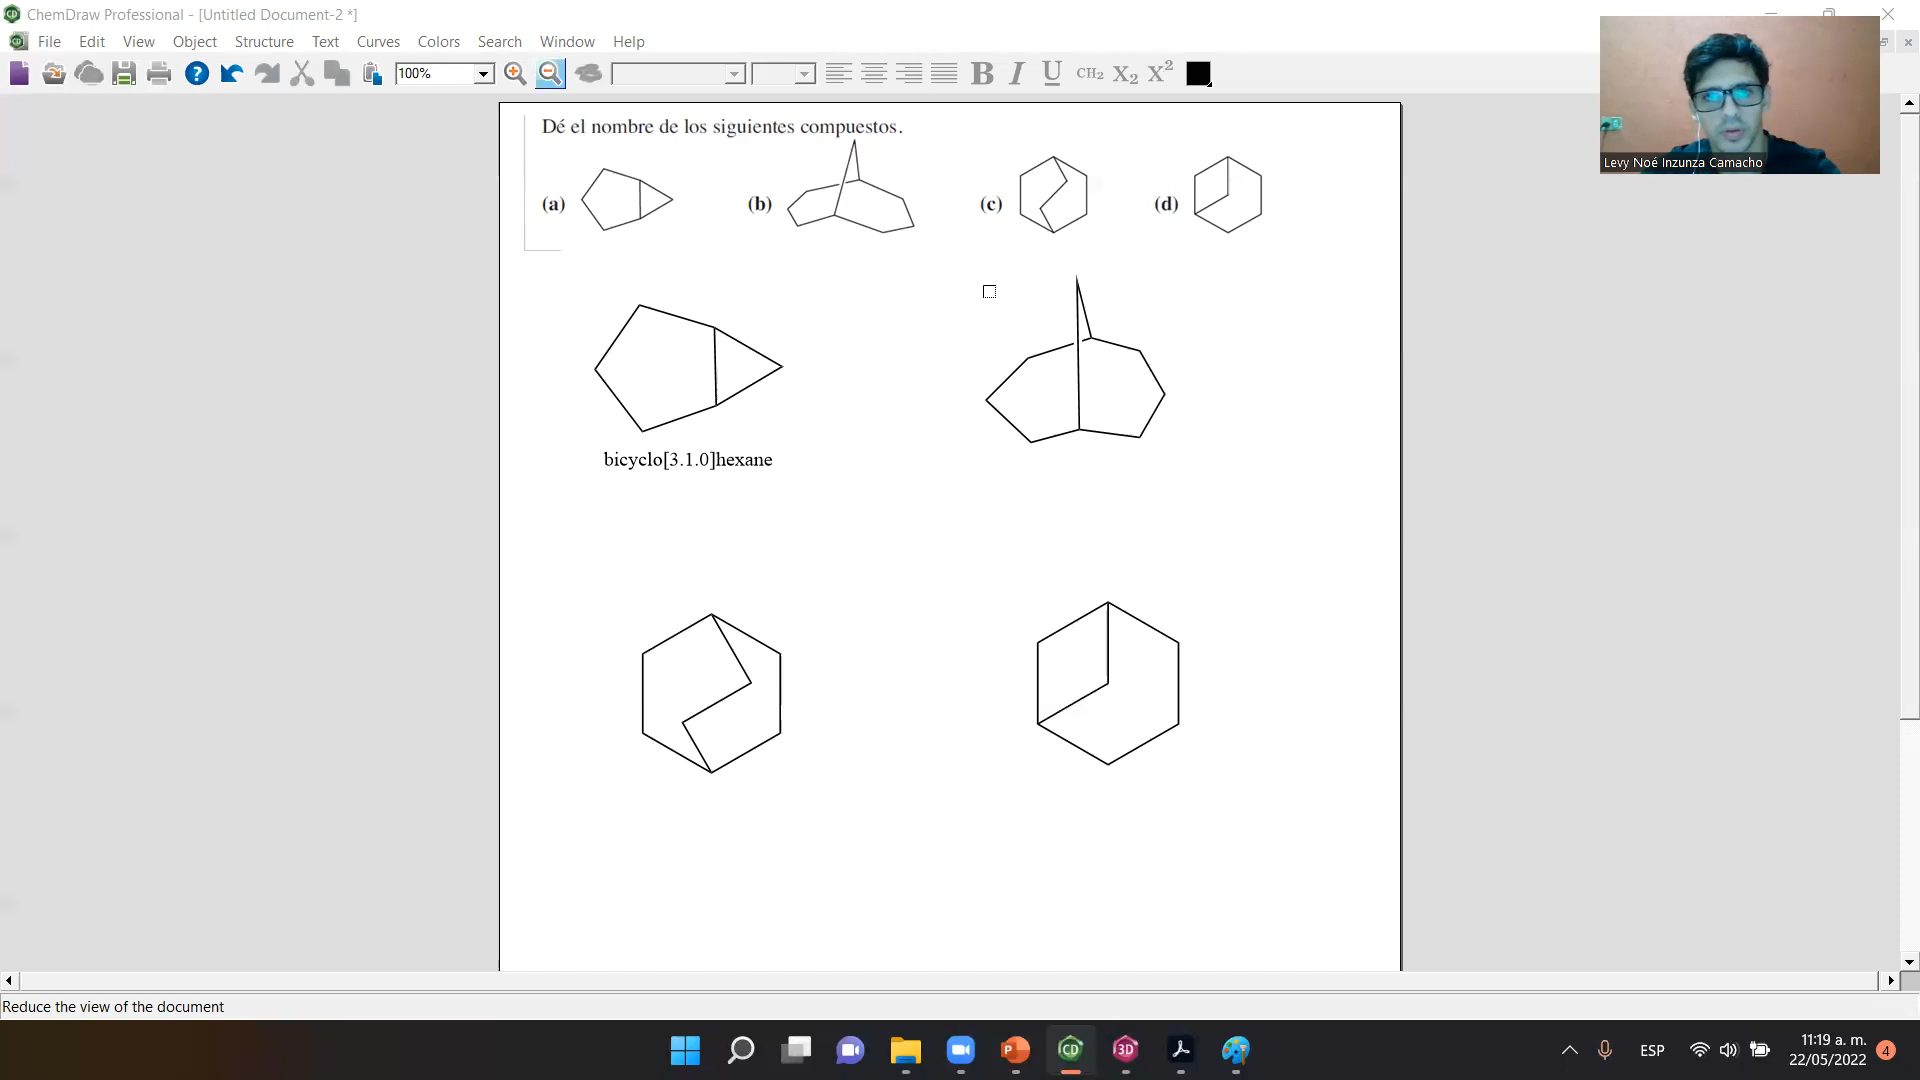 ChemDraw Professional - [Untitled Document-2 *]
File Edit View Object Structure Text Curves Colors Search Window Help
100%
B I U CH2 X2 X2
Levy Noé Inzunza Camacho
Dé el nombre de los siguientes compuestos.
(a) (b) (c) (d)
bicyclo[3.1.0]hexane
Reduce the view of the document
P CD 3D
ESP
11:19 a. m.
22/05/2022
4